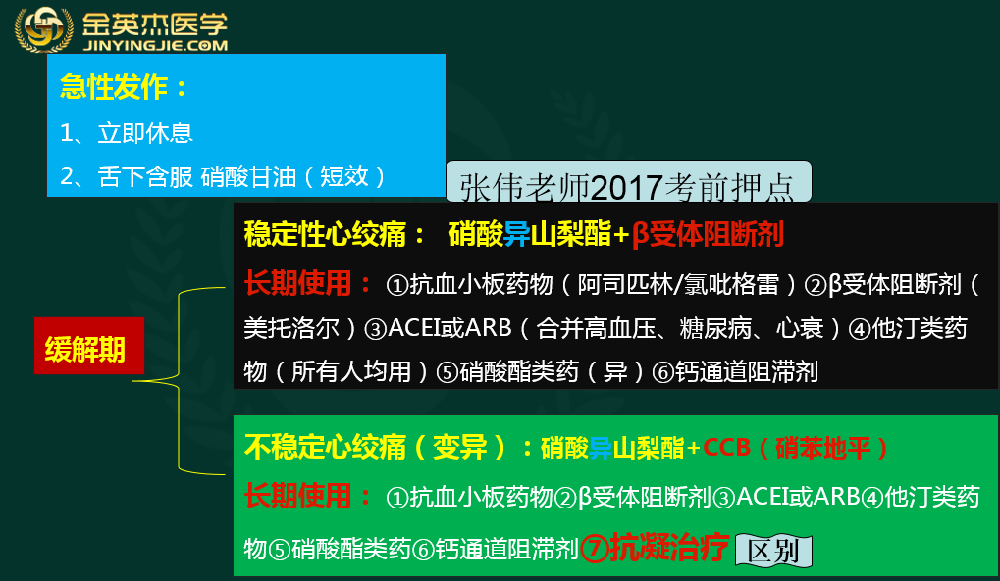 金英杰医学
JINYINGJIE.COM
急性发作：
1、立即休息
2、舌下含服 硝酸甘油（短效）
张伟老师2017考前押点
稳定性心绞痛： 硝酸异山梨酯+β受体阻断剂
长期使用：①抗血小板药物（阿司匹林/氯吡格雷）②β受体阻断剂（
美托洛尔）③ACEI或ARB（合并高血压、糖尿病、心衰）④他汀类药
物（所有人均用）⑤硝酸酯类药（异）⑥钙通道阻滞剂
缓解期
不稳定心绞痛（变异）：硝酸异山梨酯+CCB（硝苯地平）
长期使用：①抗血小板药物②β受体阻断剂③ACEI或ARB④他汀类药
物⑤硝酸酯类药⑥钙通道阻滞剂⑦抗凝治疗 区别